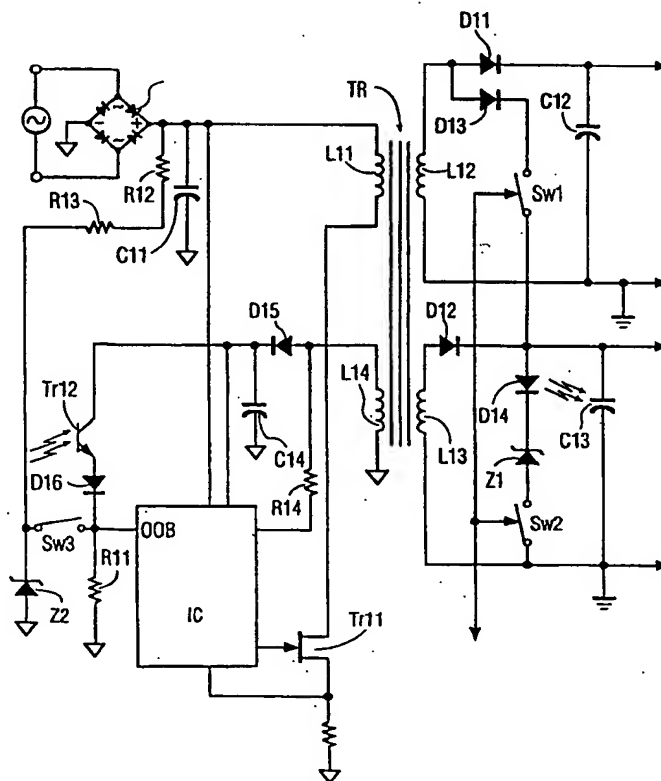 D11
TR
D13
C12
L11
L12
R12
Sw1
R13
C11
D15
D12
L14
Tr12
D14
C14
L13
C13
D16
R14
Z1
OOB
Sw3
Sw2
R11
Z2
IC
Tr11